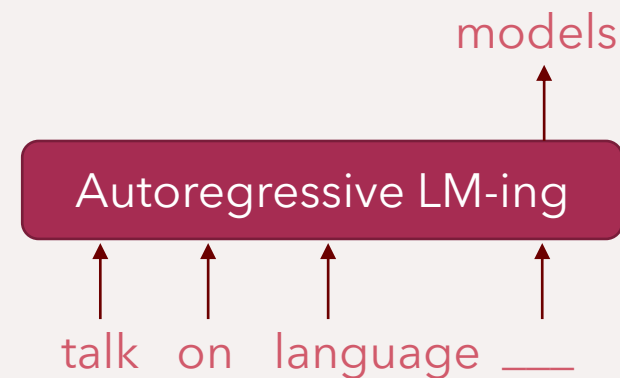 models
Autoregressive LM-ing
talk on language ___